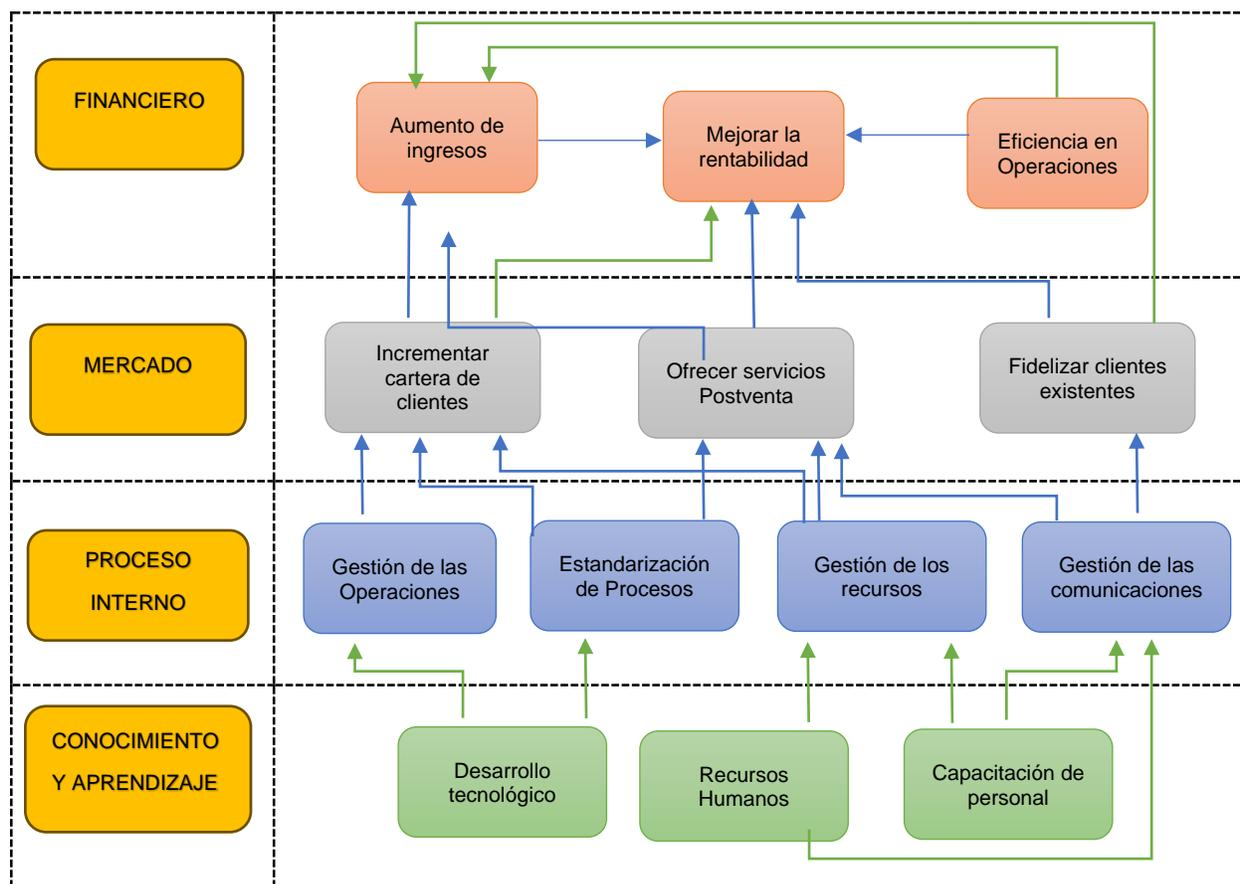 FINANCIERO
Aumento de
ingresos
Mejorar la
rentabilidad
Eficiencia en
Operaciones
MERCADO
Incrementar
cartera de
clientes
Ofrecer servicios
Postventa
Fidelizar clientes
existentes
PROCESO
INTERNO
Gestión de las
Operaciones
Estandarización
de Procesos
Gestión de los
recursos
Gestión de las
comunicaciones
CONOCIMIENTO
Y APRENDIZAJE
Desarrollo
tecnológico
Recursos
Humanos
Capacitación de
personal